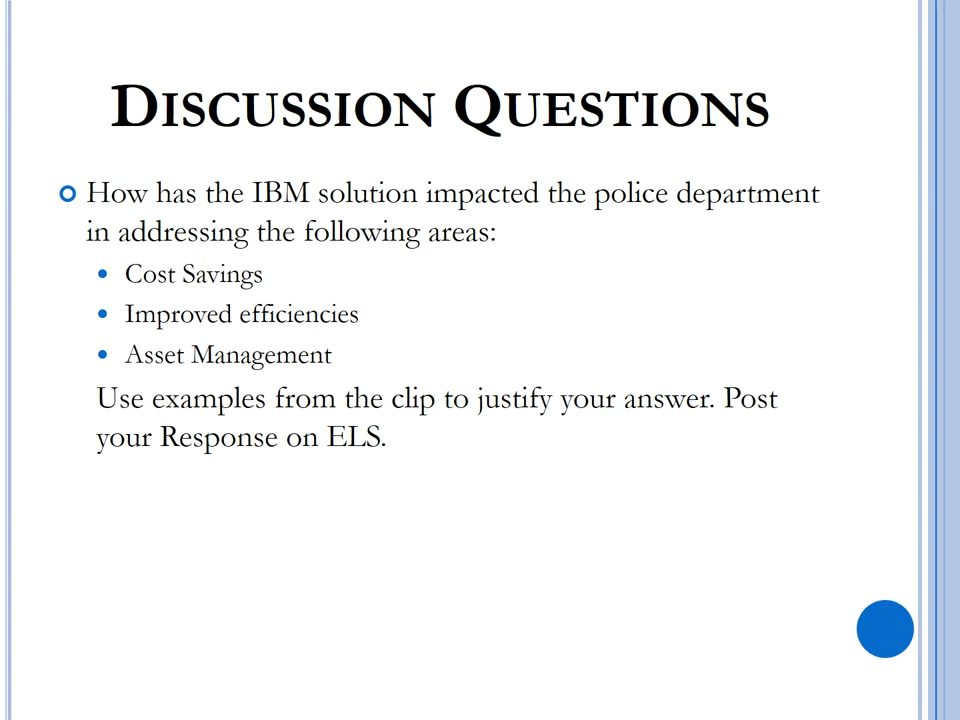 DISCUSSION QUESTIONS
How has the IBM solution impacted the police department
in addressing the following areas:
Cost Savings
Improved efficiencies
Asset Management
Use examples from the clip to justify your answer. Post
your Response on ELS.